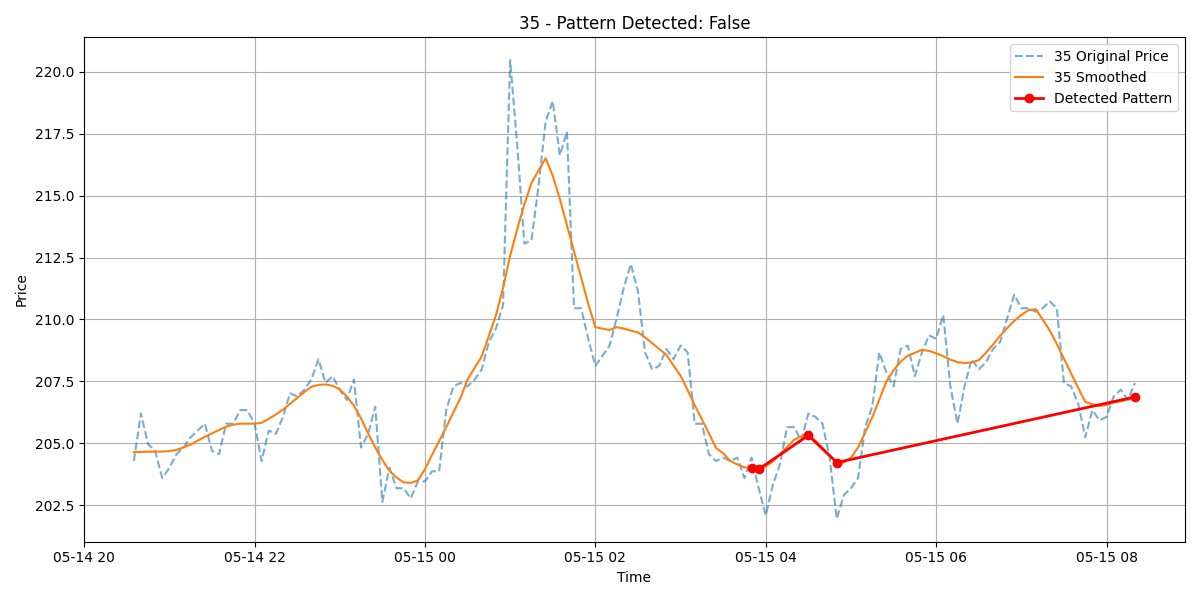 35 - Pattern Detected: False
35 Original Price
35 Smoothed
Detected Pattern
220.0
217.5
215.0
212.5
210.0
207.5
205.0
202.5
Price
05-14 20
05-14 22
05-15 00
05-15 02
05-15 04
05-15 06
05-15 08
Time